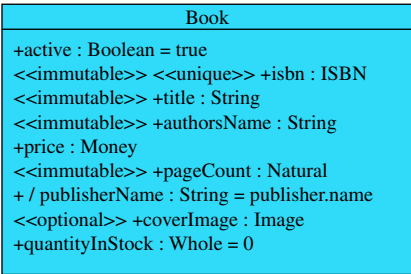 Book
+active : Boolean = true
<<immutable>> <<unique>> +isbn : ISBN
<<immutable>> +title : String
<<immutable>> +authorsName : String
+price : Money
<<immutable>> +pageCount : Natural
+ / publisherName : String = publisher.name
<<optional>> +coverImage : Image
+quantityInStock : Whole = 0